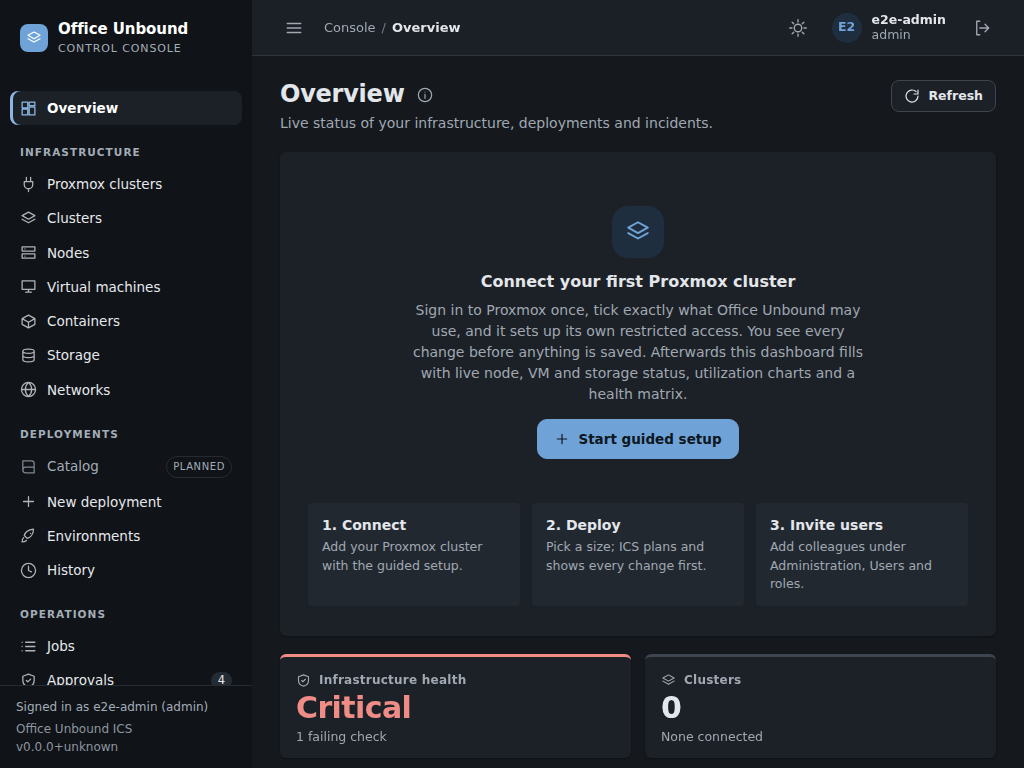 Office Unbound
CONTROL CONSOLE
Overview
INFRASTRUCTURE
Proxmox clusters
Clusters
Nodes
Virtual machines
Containers
Storage
Networks
DEPLOYMENTS
Catalog PLANNED
New deployment
Environments
History
OPERATIONS
Jobs
Approvals 4
Signed in as e2e-admin (admin)
Office Unbound ICS
v0.0.0+unknown
Console / Overview
E2
e2e-admin
admin
Overview
Refresh
Live status of your infrastructure, deployments and incidents.
Connect your first Proxmox cluster
Sign in to Proxmox once, tick exactly what Office Unbound may
use, and it sets up its own restricted access. You see every
change before anything is saved. Afterwards this dashboard fills
with live node, VM and storage status, utilization charts and a
health matrix.
Start guided setup
1. Connect
Add your Proxmox cluster
with the guided setup.
2. Deploy
Pick a size; ICS plans and
shows every change first.
3. Invite users
Add colleagues under
Administration, Users and
roles.
Infrastructure health
Critical
1 failing check
Clusters
0
None connected